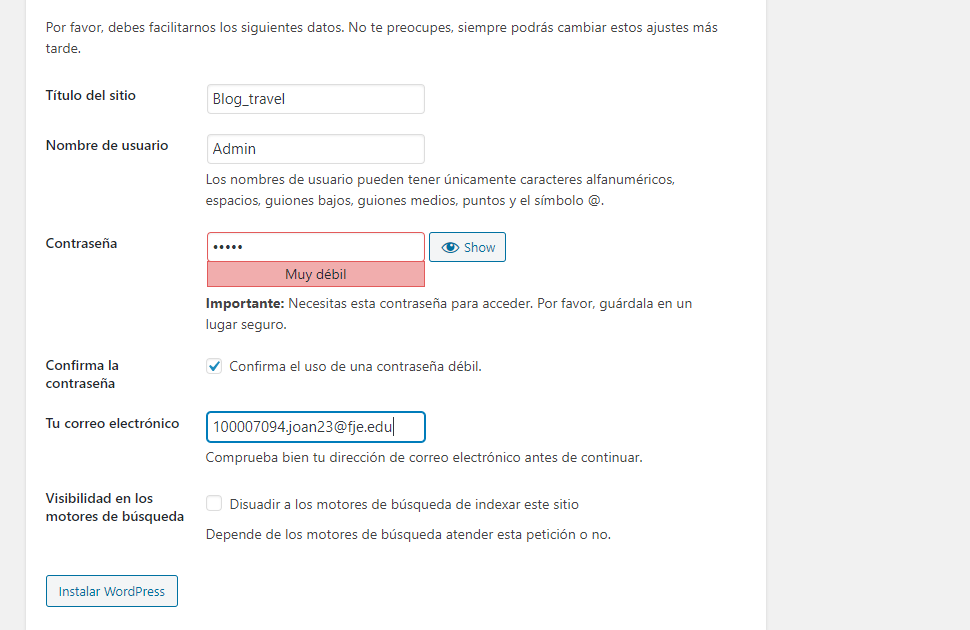 Por favor, debes facilitarnos los siguientes datos. No te preocupes, siempre podrás cambiar estos ajustes más
tarde.
Título del sitio
Blog_travel
Nombre de usuario
Admin
Los nombres de usuario pueden tener únicamente caracteres alfanuméricos,
espacios, guiones bajos, guiones medios, puntos y el símbolo @.
Contraseña
•••••
Show
Muy débil
Importante: Necesitas esta contraseña para acceder. Por favor, guárdala en un
lugar seguro.
Confirma la
contraseña
Confirma el uso de una contraseña débil.
Tu correo electrónico
100007094.joan23@fje.edu
Comprueba bien tu dirección de correo electrónico antes de continuar.
Visibilidad en los
motores de búsqueda
Disuadir a los motores de búsqueda de indexar este sitio
Depende de los motores de búsqueda atender esta petición o no.
Instalar WordPress